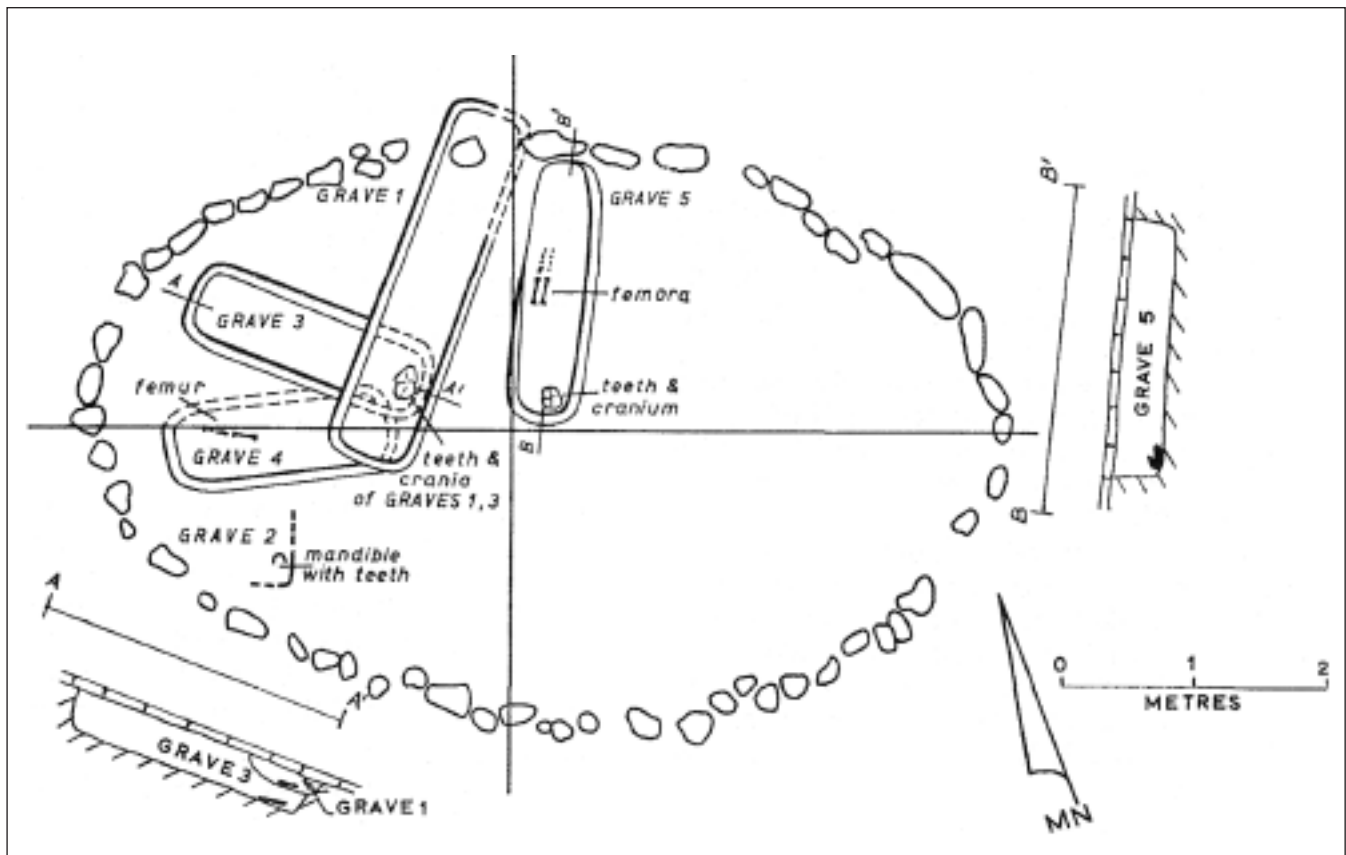 B'
GRAVE 1
GRAVE 5
B'
A
GRAVE 3
femora
GRAVE 5
femur
A'
teeth &
cranium
GRAVE 4
B
teeth &
crania
of GRAVES 1,3
B
GRAVE 2
mandible
with teeth
A
A'
0 1 2
METRES
GRAVE 3
GRAVE 1
MN